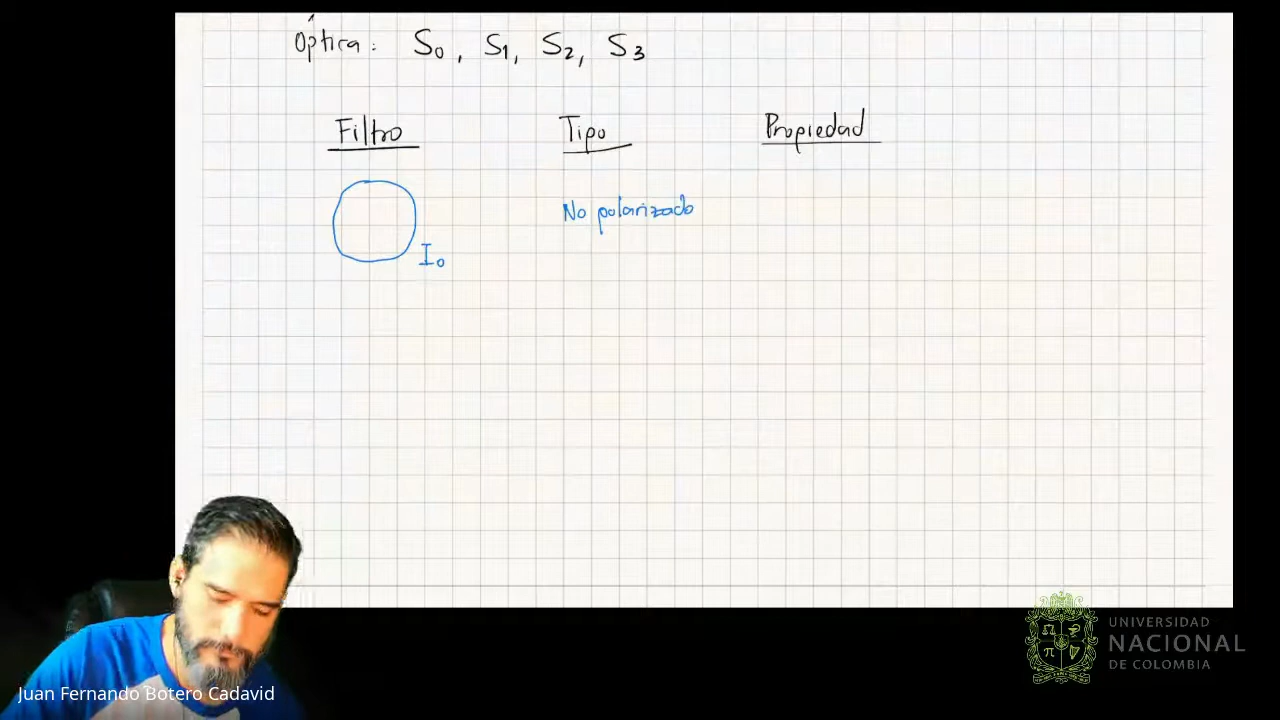 Óptica: S0, S1, S2, S3
Filtro Tipo Propiedad
No polarizado
I0
UNIVERSIDAD
NACIONAL
DE COLOMBIA
Juan Fernando Botero Cadavid